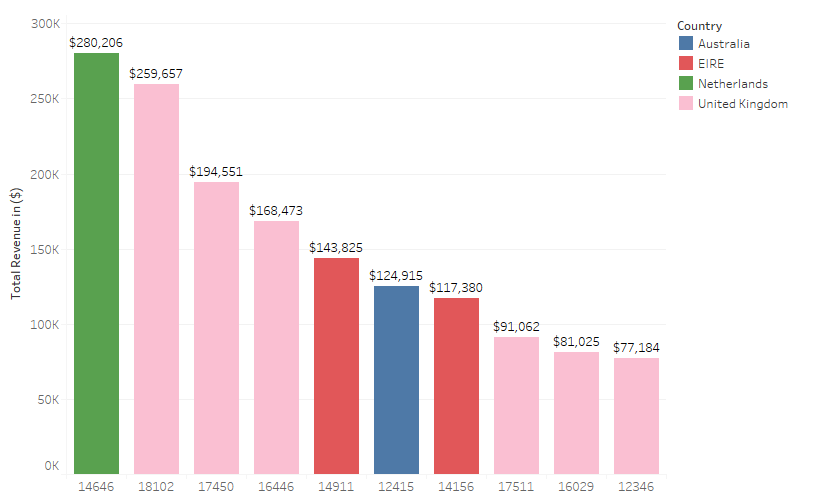 300K
250K
200K
150K
100K
50K
0K
Total Revenue in ($)
$280,206
$259,657
$194,551
$168,473
$143,825
$124,915
$117,380
$91,062
$81,025
$77,184
14646
18102
17450
16446
14911
12415
14156
17511
16029
12346
Country
Australia
EIRE
Netherlands
United Kingdom